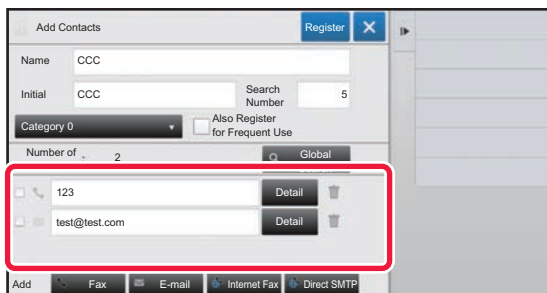 Add Contacts Register
Name CCC
Initial CCC Search Number 5
Category 0 Also Register for Frequent Use
Number of 2 Global
123 Detail
test@test.com Detail
Add Fax E-mail Internet Fax Direct SMTP